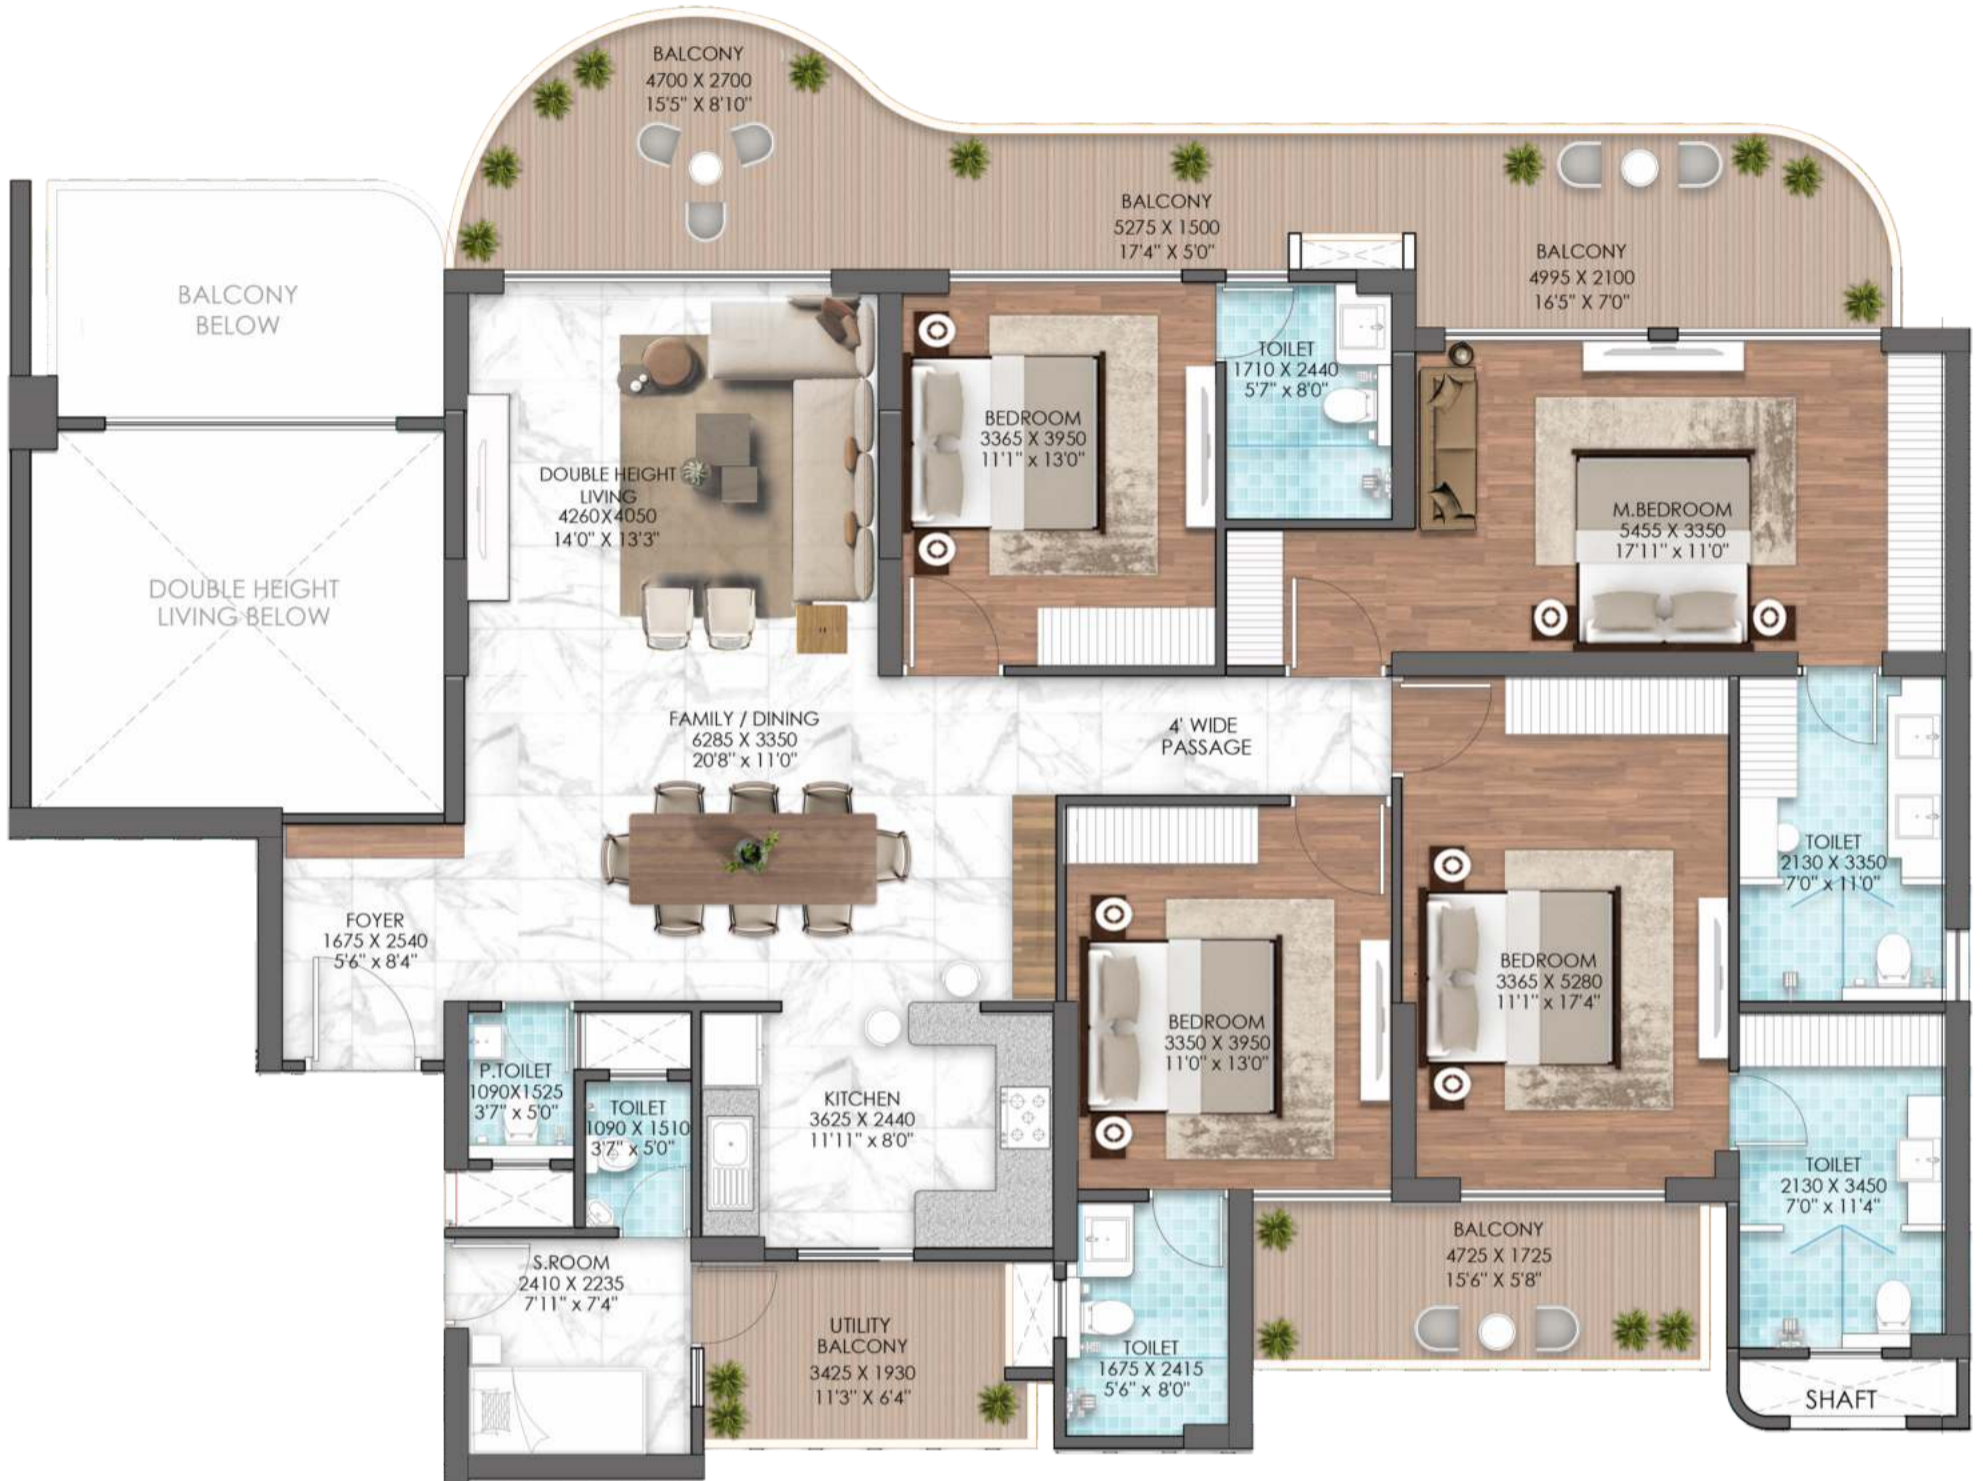 BALCONY
4700 X 2700
15'5" X 8'10"
BALCONY
5275 X 1500
17'4" X 5'0"
BALCONY
4995 X 2100
16'5" X 7'0"
BALCONY
BELOW
DOUBLE HEIGHT
LIVING BELOW
DOUBLE HEIGHT
LIVING
4260X4050
14'0" X 13'3"
BEDROOM
3365 X 3950
11'1" X 13'0"
TOILET
1710 X 2440
5'7" x 8'0"
M.BEDROOM
5455 X 3350
17'11" x 11'0"
FAMILY / DINING
6285 X 3350
20'8" x 11'0"
4' WIDE
PASSAGE
TOILET
2130 X 3350
7'0" x 11'0"
FOYER
1675 X 2540
5'6" x 8'4"
BEDROOM
3365 X 5280
11'1" x 17'4"
BEDROOM
3350 X 3950
11'0" x 13'0"
P.TOILET
1090X1525
3'7" x 5'0"
TOILET
1090 X 1510
3'7" x 5'0"
KITCHEN
3625 X 2440
11'11" x 8'0"
TOILET
2130 X 3450
7'0" x 11'4"
BALCONY
4725 X 1725
15'6" X 5'8"
S.ROOM
2410 X 2235
7'11" x 7'4"
UTILITY
BALCONY
3425 X 1930
11'3" X 6'4"
TOILET
1675 X 2415
5'6" x 8'0"
SHAFT